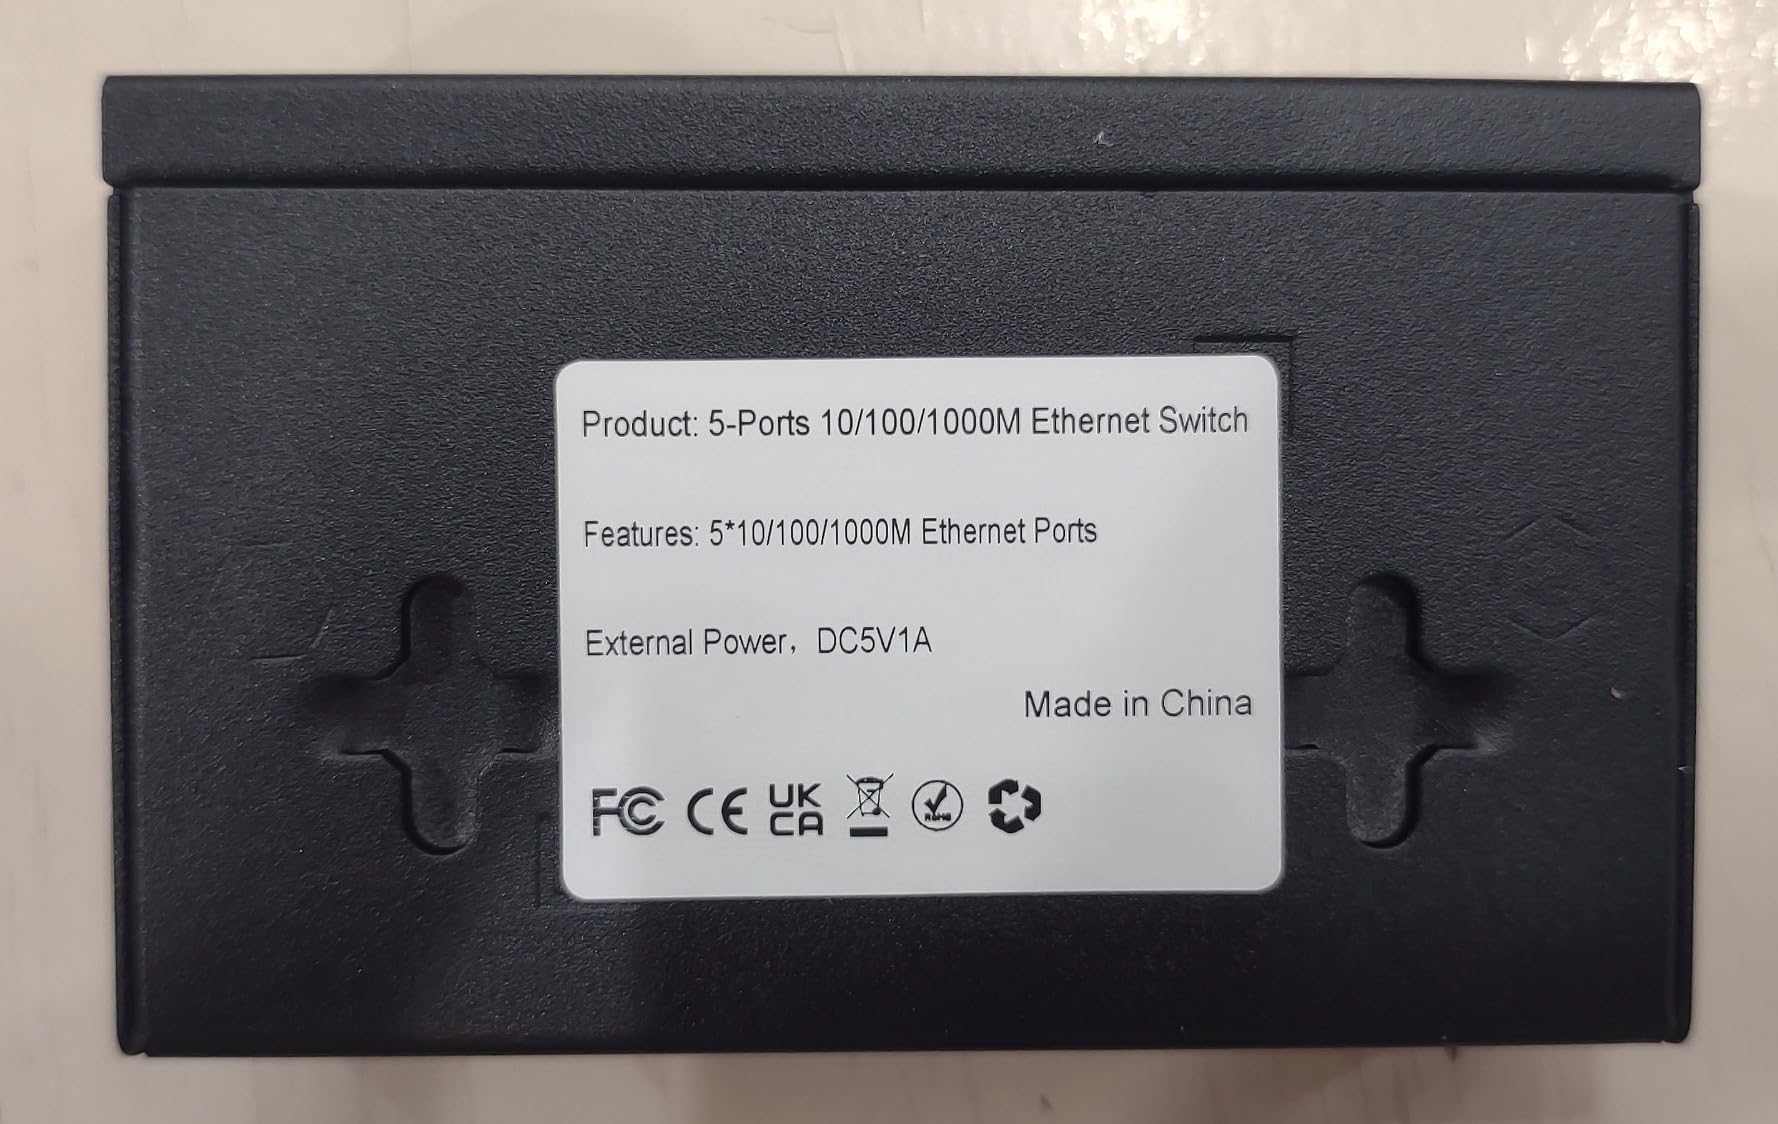 Product: 5-Ports 10/100/1000M Ethernet Switch
Features: 5*10/100/1000M Ethernet Ports
External Power，DC5V1A
Made in China
FC CE UK CA RoHS